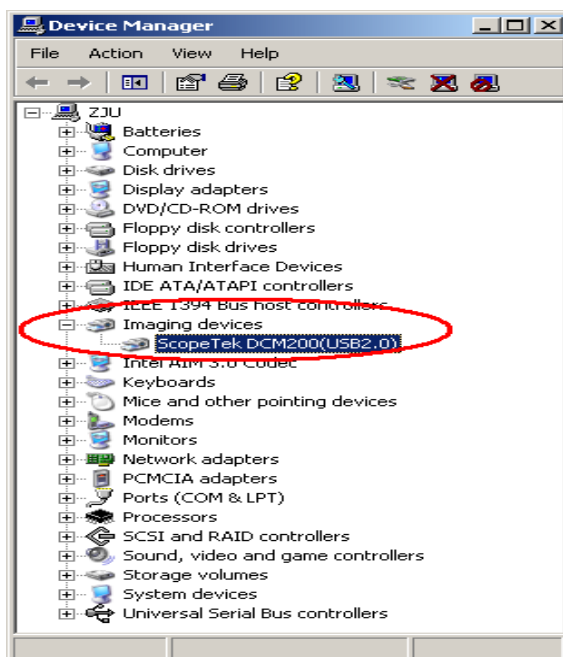 Device Manager
File Action View Help
ZJU
Batteries
Computer
Disk drives
Display adapters
DVD/CD-ROM drives
Floppy disk controllers
Floppy disk drives
Human Interface Devices
IDE ATA/ATAPI controllers
IEEE 1394 Bus host controllers
Imaging devices
ScopeTek DCM200(USB2.0)
Intel AIM 3.0 Codec
Keyboards
Mice and other pointing devices
Modems
Monitors
Network adapters
PCMCIA adapters
Ports (COM & LPT)
Processors
SCSI and RAID controllers
Sound, video and game controllers
Storage volumes
System devices
Universal Serial Bus controllers